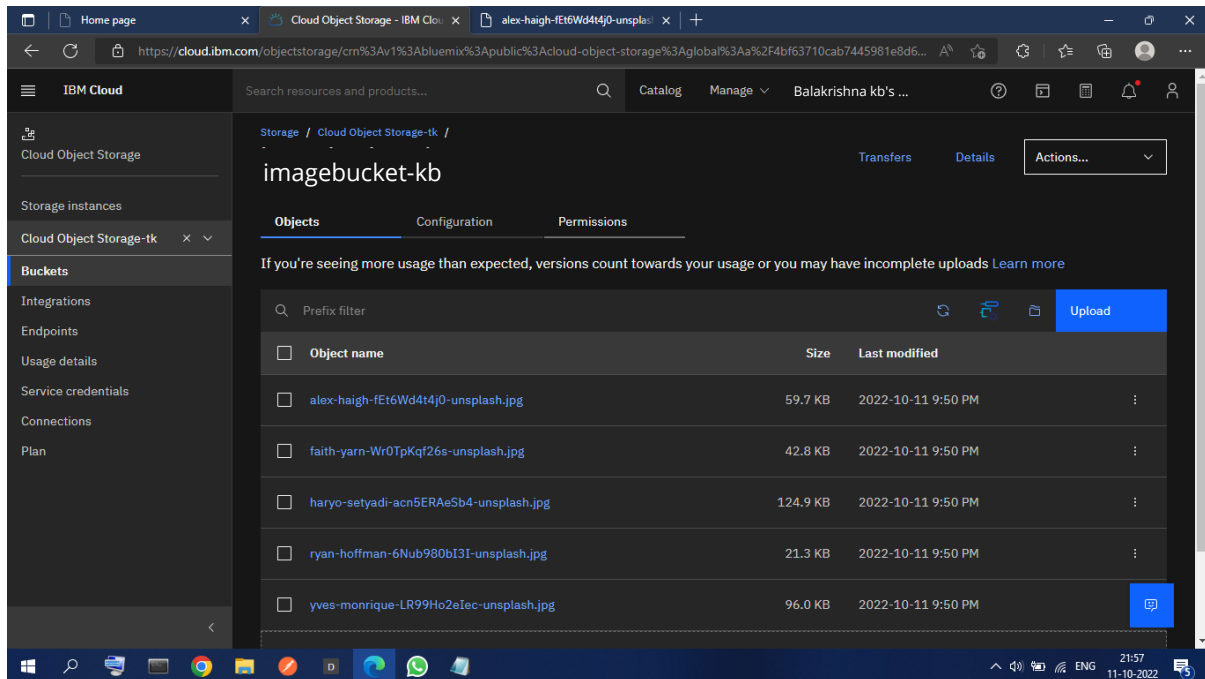 Home page
Cloud Object Storage - IBM Clou
alex-haigh-fEt6Wd4t4j0-unsplas
https://cloud.ibm.com/objectstorage/crn%3Av1%3Abluemix%3Apublic%3Acloud-object-storage%3Aglobal%3Aa%2F4bf63710cab7445981e8d6...
IBM Cloud
Search resources and products...
Catalog
Manage
Balakrishna kb's ...
Cloud Object Storage
Storage instances
Cloud Object Storage-tk
Buckets
Integrations
Endpoints
Usage details
Service credentials
Connections
Plan
Storage / Cloud Object Storage-tk /
imagebucket-kb
Transfers
Details
Actions...
Objects
Configuration
Permissions
If you're seeing more usage than expected, versions count towards your usage or you may have incomplete uploads Learn more
Prefix filter
Upload
Object name Size Last modified
alex-haigh-fEt6Wd4t4j0-unsplash.jpg 59.7 KB 2022-10-11 9:50 PM
faith-yarn-Wr0TpKqf26s-unsplash.jpg 42.8 KB 2022-10-11 9:50 PM
haryo-setyadi-acn5ERAeSb4-unsplash.jpg 124.9 KB 2022-10-11 9:50 PM
ryan-hoffman-6Nub980bI3I-unsplash.jpg 21.3 KB 2022-10-11 9:50 PM
yves-monrique-LR99Ho2eIec-unsplash.jpg 96.0 KB 2022-10-11 9:50 PM
D
ENG
21:57
11-10-2022
5